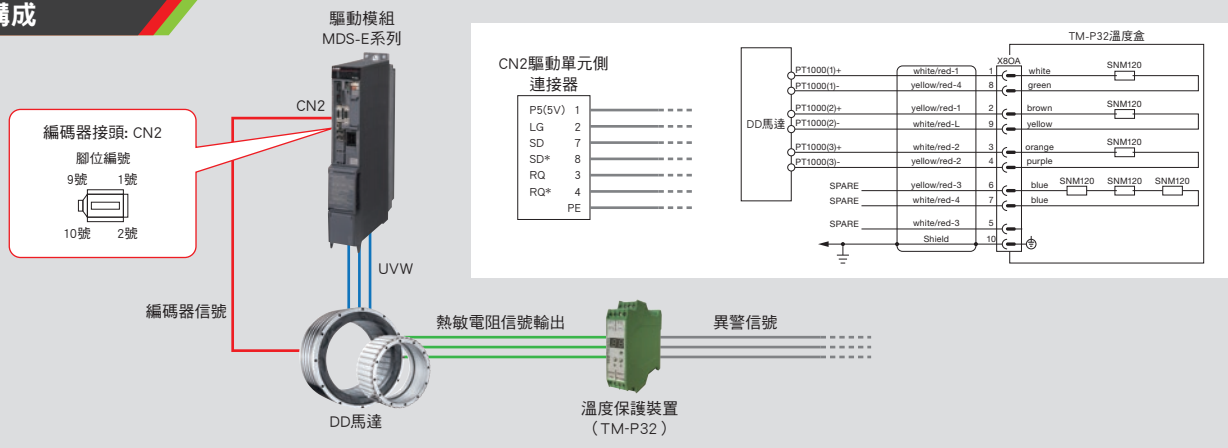 構成
驅動模組
MDS-E系列
CN2
編碼器接頭: CN2
腳位編號
9號 1號
10號 2號
編碼器信號
UVW
DD馬達
熱敏電阻信號輸出
溫度保護裝置
（TM-P32）
異警信號
CN2驅動單元側
連接器
P5(5V) 1
LG 2
SD 7
SD* 8
RQ 3
RQ* 4
PE
TM-P32溫度盒
X8OA
DD馬達
PT1000(1)+ white/red-1 1 white SNM120
PT1000(1)- yellow/red-4 8 green
PT1000(2)+ yellow/red-1 2 brown SNM120
PT1000(2)- white/red-L 9 yellow
PT1000(3)+ white/red-2 3 orange SNM120
PT1000(3)- yellow/red-2 4 purple
SPARE yellow/red-3 6 blue SNM120 SNM120 SNM120
SPARE white/red-4 7 blue
SPARE white/red-3 5
Shield 10